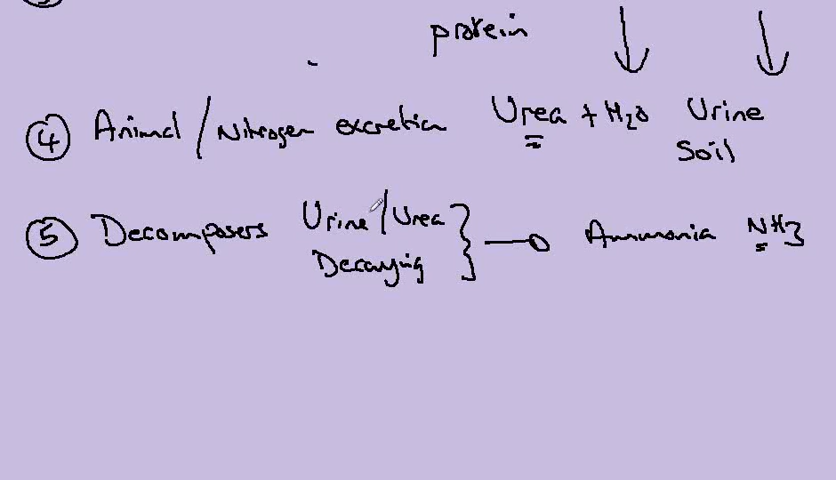 protein
④ Animal / Nitrogen excretion Urea + H2O Urine
Soil
⑤ Decomposers Urine / Urea } Ammonia NH3
Decaying